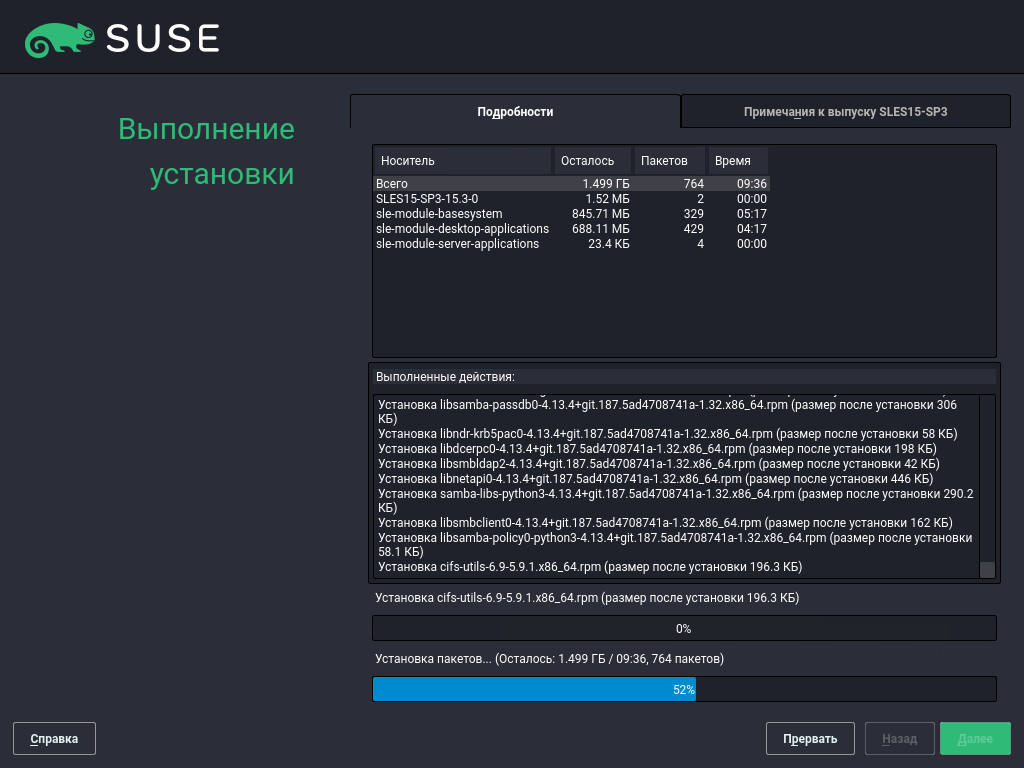 SUSE
Выполнение
установки
Подробности
Примечания к выпуску SLES15-SP3
Носитель Осталось Пакетов Время
Всего 1.499 ГБ 764 09:36
SLES15-SP3-15.3-0 1.52 МБ 2 00:00
sle-module-basesystem 845.71 МБ 329 05:17
sle-module-desktop-applications 688.11 МБ 429 04:17
sle-module-server-applications 23.4 КБ 4 00:00
Выполненные действия:
Установка libsamba-passdb0-4.13.4+git.187.5ad4708741a-1.32.x86_64.rpm (размер после установки 306
КБ)
Установка libndr-krb5pac0-4.13.4+git.187.5ad4708741a-1.32.x86_64.rpm (размер после установки 58 КБ)
Установка libdcerpc0-4.13.4+git.187.5ad4708741a-1.32.x86_64.rpm (размер после установки 198 КБ)
Установка libsmbldap2-4.13.4+git.187.5ad4708741a-1.32.x86_64.rpm (размер после установки 42 КБ)
Установка libnetapi0-4.13.4+git.187.5ad4708741a-1.32.x86_64.rpm (размер после установки 446 КБ)
Установка samba-libs-python3-4.13.4+git.187.5ad4708741a-1.32.x86_64.rpm (размер после установки 290.2
КБ)
Установка libsmbclient0-4.13.4+git.187.5ad4708741a-1.32.x86_64.rpm (размер после установки 162 КБ)
Установка libsamba-policy0-python3-4.13.4+git.187.5ad4708741a-1.32.x86_64.rpm (размер после установки
58.1 КБ)
Установка cifs-utils-6.9-5.9.1.x86_64.rpm (размер после установки 196.3 КБ)
Установка cifs-utils-6.9-5.9.1.x86_64.rpm (размер после установки 196.3 КБ)
0%
Установка пакетов... (Осталось: 1.499 ГБ / 09:36, 764 пакетов)
52%
Справка
Прервать
Назад
Далее